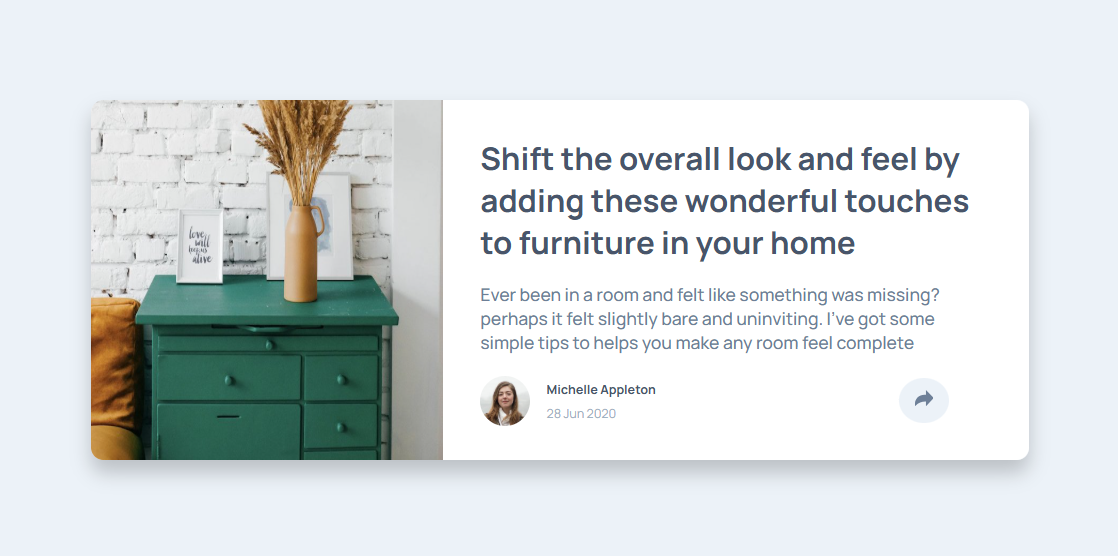 love
will
keep us
alive
Shift the overall look and feel by
adding these wonderful touches
to furniture in your home
Ever been in a room and felt like something was missing?
perhaps it felt slightly bare and uninviting. I've got some
simple tips to helps you make any room feel complete
Michelle Appleton
28 Jun 2020